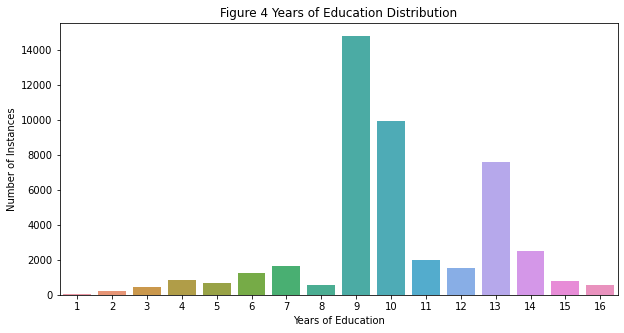 Figure 4 Years of Education Distribution
14000
12000
10000
8000
6000
4000
2000
0
Number of Instances
1 2 3 4 5 6 7 8 9 10 11 12 13 14 15 16
Years of Education